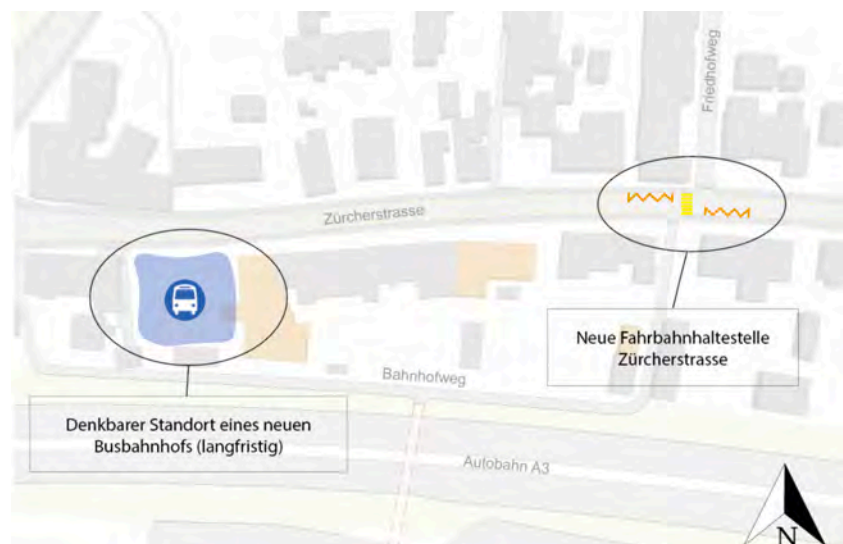 Friedhofweg
Zürcherstrasse
Neue Fahrbahnhaltestelle
Zürcherstrasse
Bahnhofweg
Denkbarer Standort eines neuen
Busbahnhofs (langfristig)
Autobahn A3
N